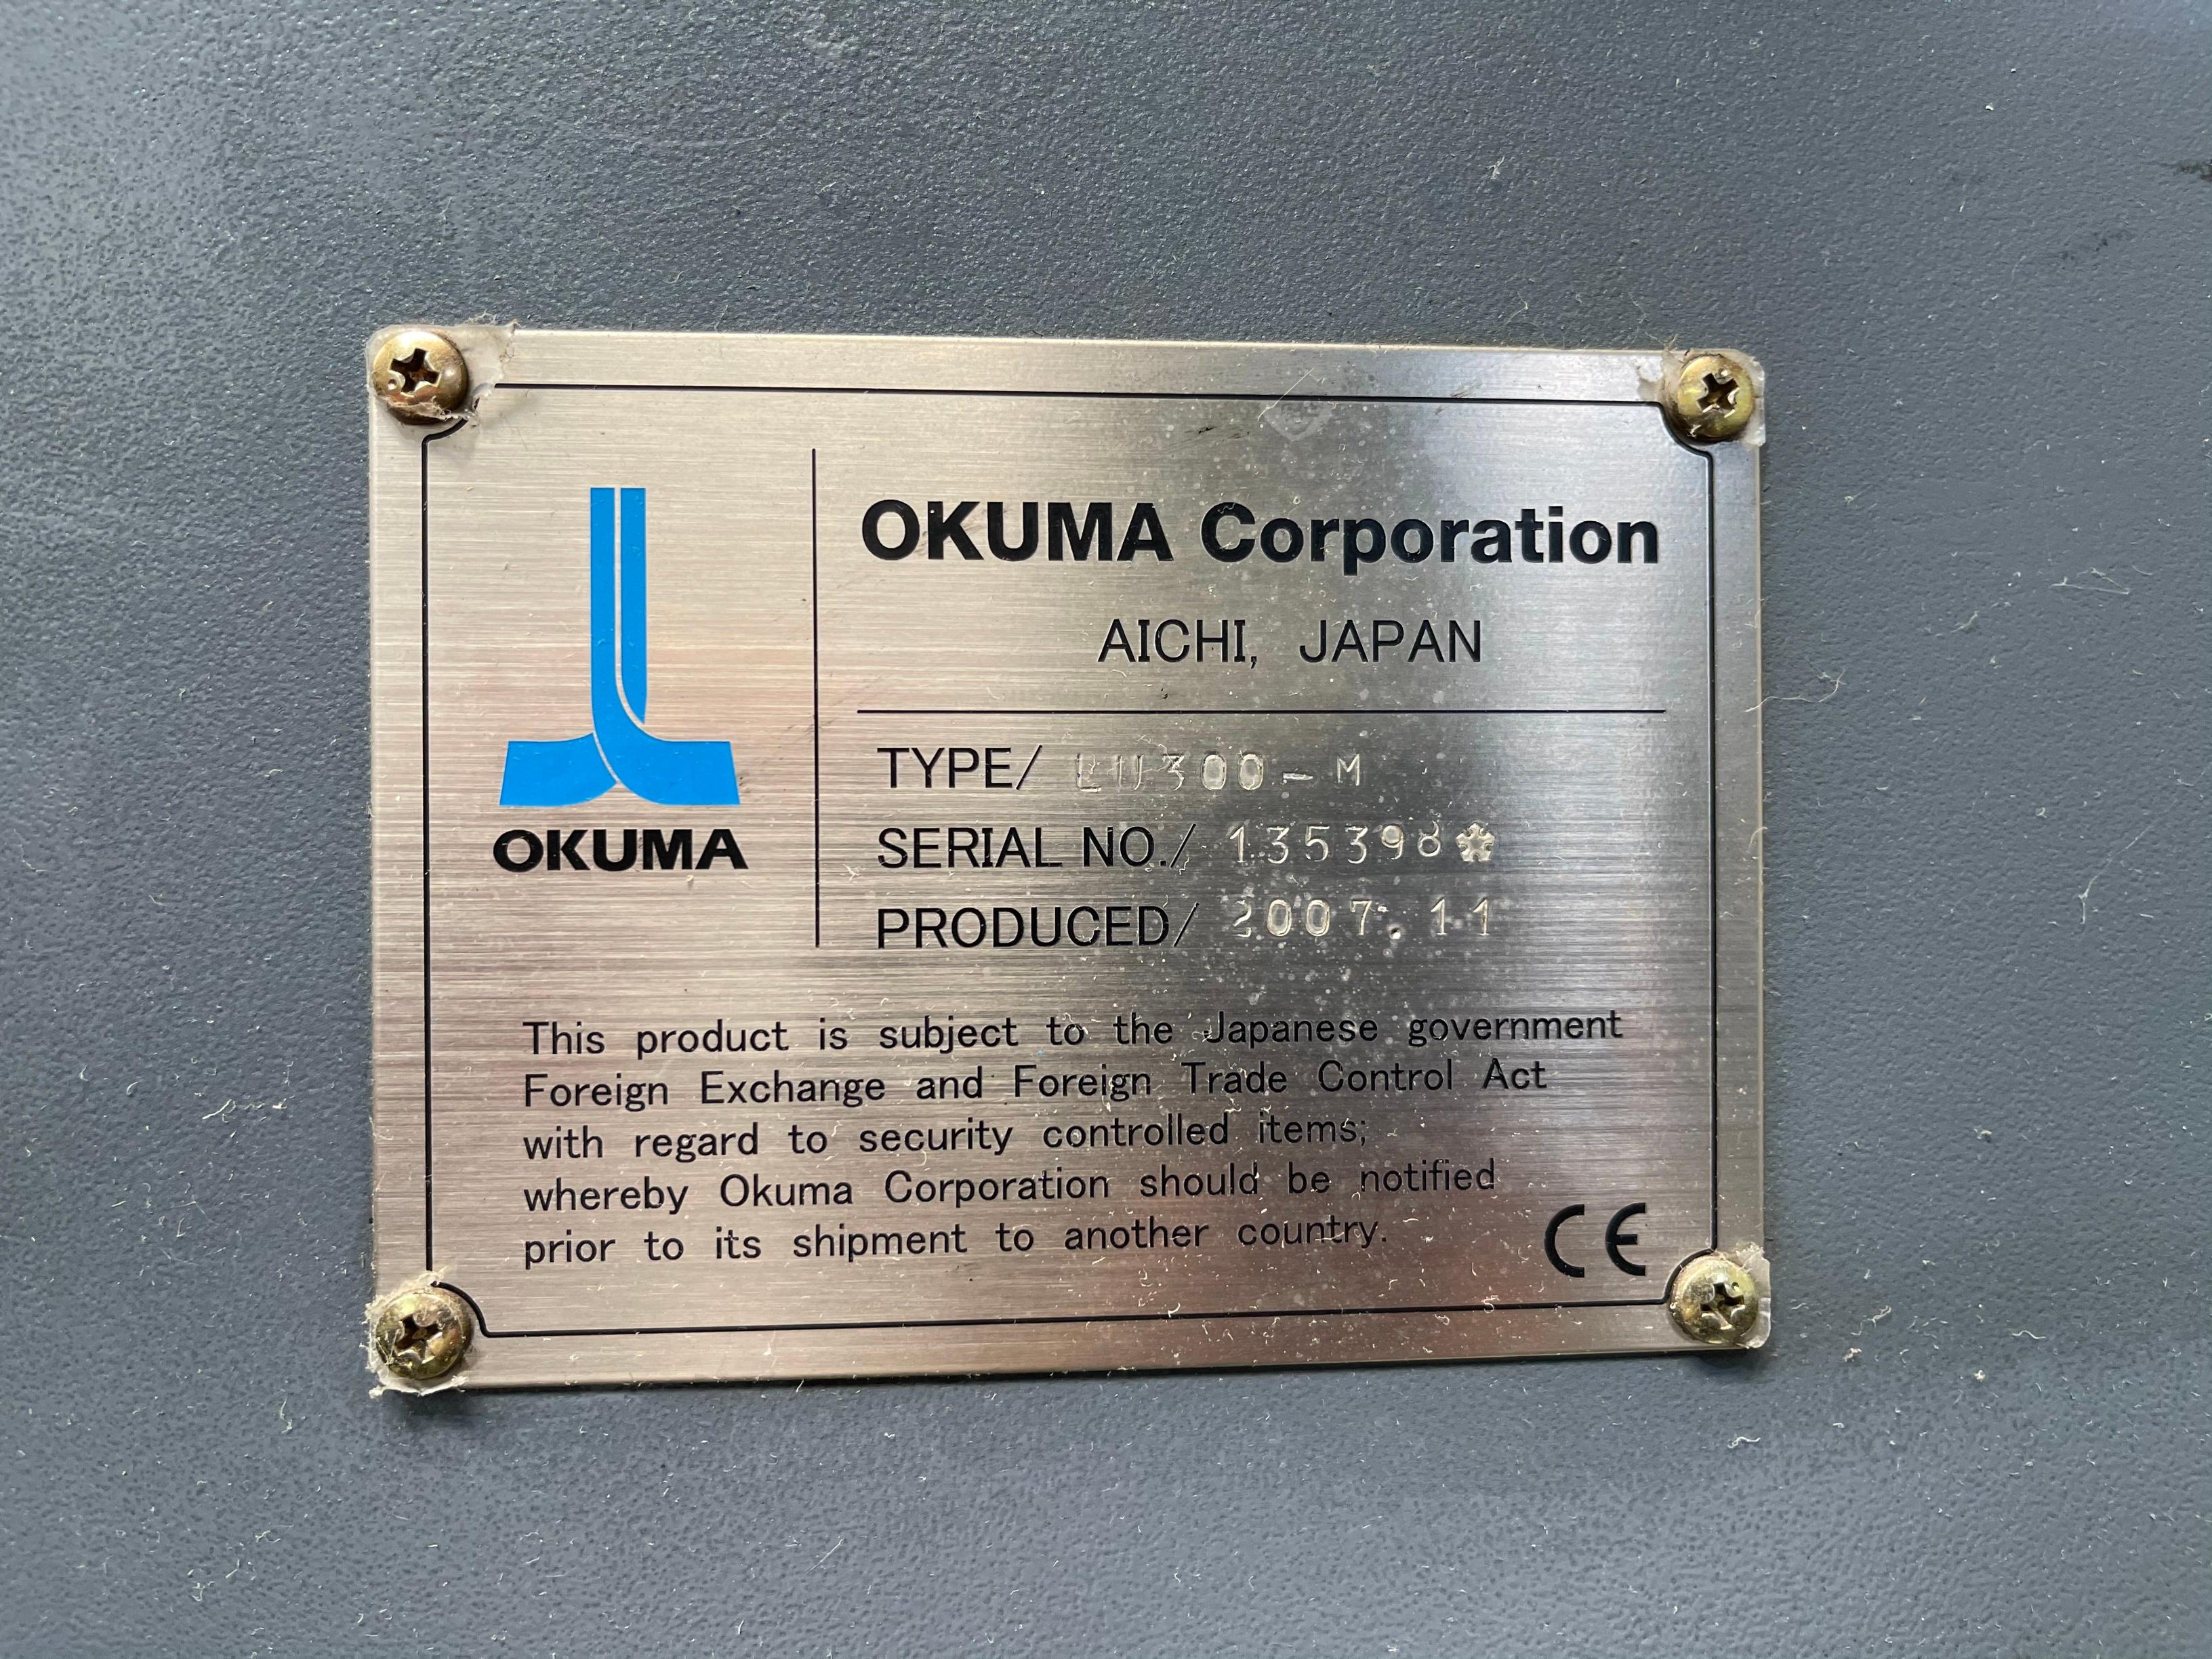 OKUMA
OKUMA Corporation
AICHI, JAPAN
TYPE/ LU300-M
SERIAL NO./ 135398*
PRODUCED/ 2007.11
This product is subject to the Japanese government
Foreign Exchange and Foreign Trade Control Act
with regard to security controlled items;
whereby Okuma Corporation should be notified
prior to its shipment to another country.
CE